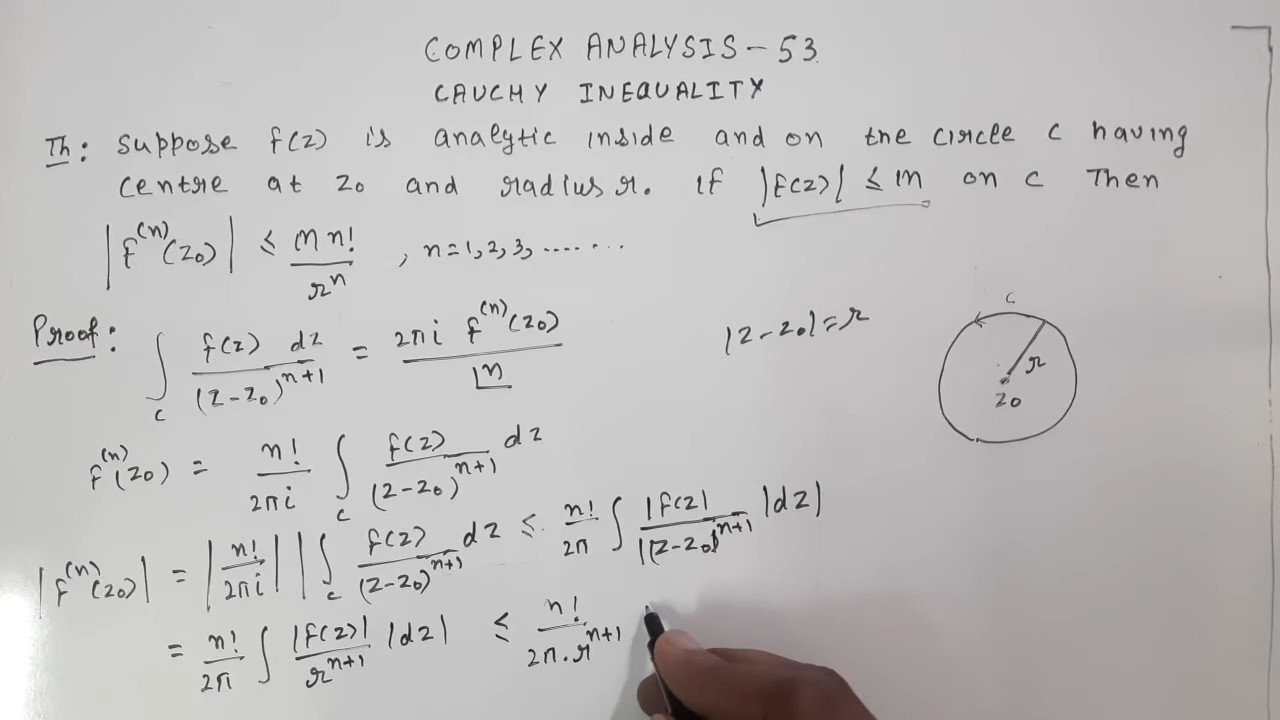 COMPLEX ANALYSIS - 53
CAUCHY INEQUALITY
Th: Suppose f(z) is analytic inside and on the circle C having
centre at z₀ and radius r. If |f(z)| ≤ M on C Then
|f⁽ⁿ⁾(z₀)| ≤ M n! / rⁿ , n = 1, 2, 3, .......
Proof: ∫_C f(z) dz / (z-z₀)ⁿ⁺¹ = 2πi f⁽ⁿ⁾(z₀) / |n
|z-z₀| = r
C
r
z₀
f⁽ⁿ⁾(z₀) = n! / 2πi ∫_C f(z) / (z-z₀)ⁿ⁺¹ dz
|f⁽ⁿ⁾(z₀)| = |n! / 2πi| |∫_C f(z) / (z-z₀)ⁿ⁺¹ dz ≤ n! / 2π ∫ |f(z| / |(z-z₀)|ⁿ⁺¹ |dz|
= n! / 2π ∫ |f(z)| / rⁿ⁺¹ |dz| ≤ n! / 2π.rⁿ⁺¹